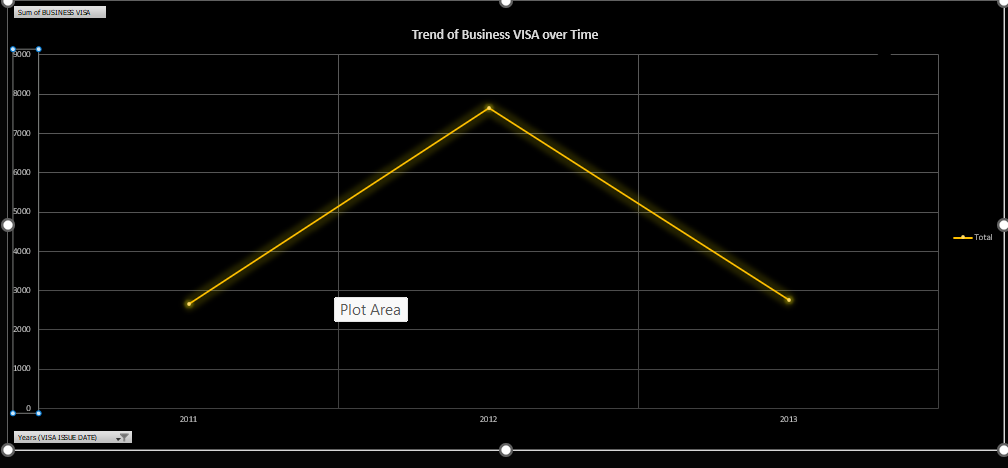 Sum of BUSINESS VISA
Trend of Business VISA over Time
9000
8000
7000
6000
5000
4000
3000
2000
1000
0
Plot Area
Total
2011
2012
2013
Years (VISA ISSUE DATE)